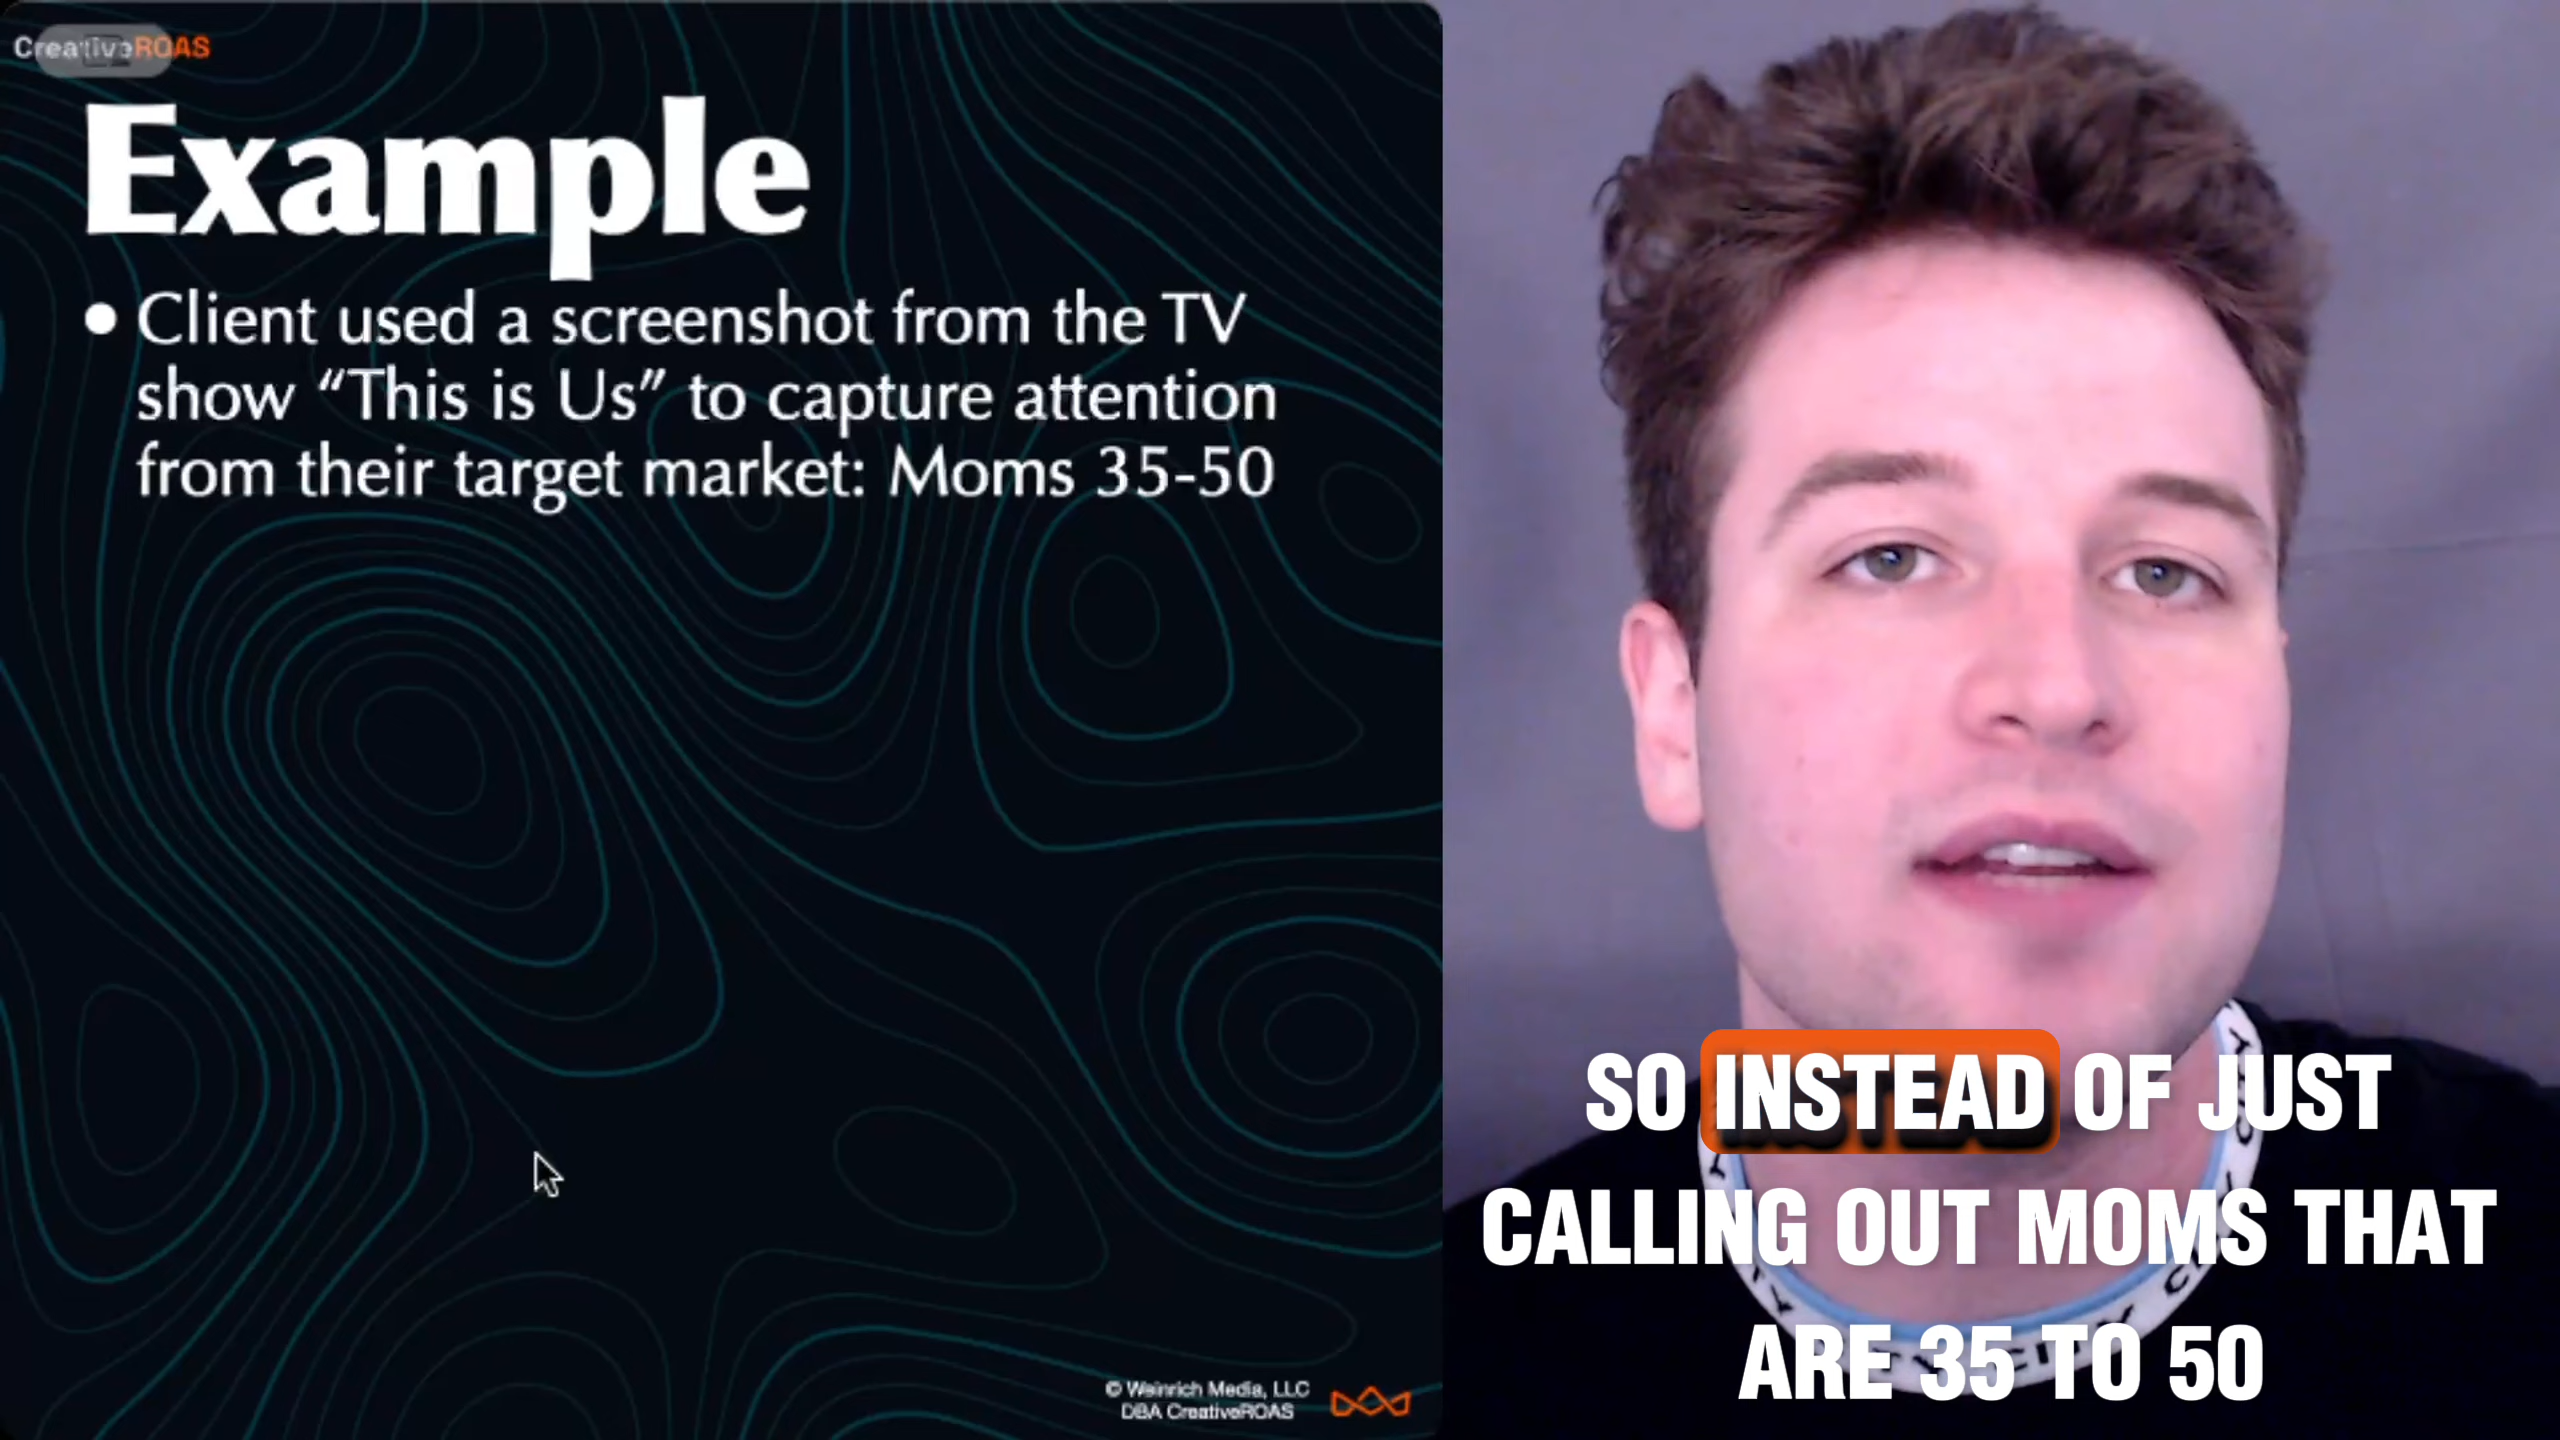 CreativeROAS
Example
• Client used a screenshot from the TV
show “This is Us” to capture attention
from their target market: Moms 35-50
© Weinrich Media, LLC
DBA CreativeROAS
SO INSTEAD OF JUST
CALLING OUT MOMS THAT
ARE 35 TO 50